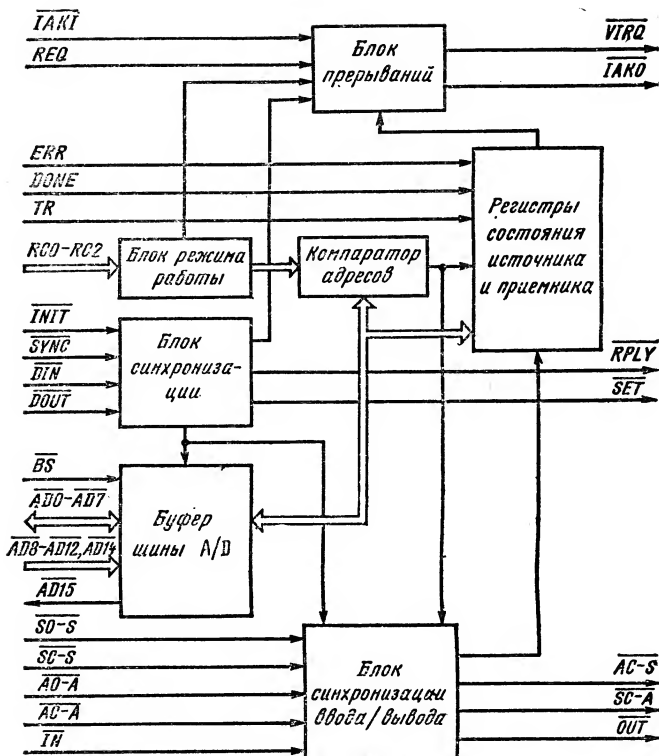 IAKI
REQ
Блок
прерываний
VIRQ
IAKO
ERR
DONE
TR
Регистры
состояния
источника
и приемника
RC0-RC2
Блок режима
работы
Компаратор
адресов
INIT
SYNC
DIN
DOUT
Блок
синхрониза-
ции
RPLY
SET
BS
AD0-AD7
AD8-AD12, AD14
AD15
Буфер
шины A/D
SO-S
SC-S
AO-A
AC-A
IN
Блок
синхронизации
ввода/вывода
AC-S
SC-A
OUT